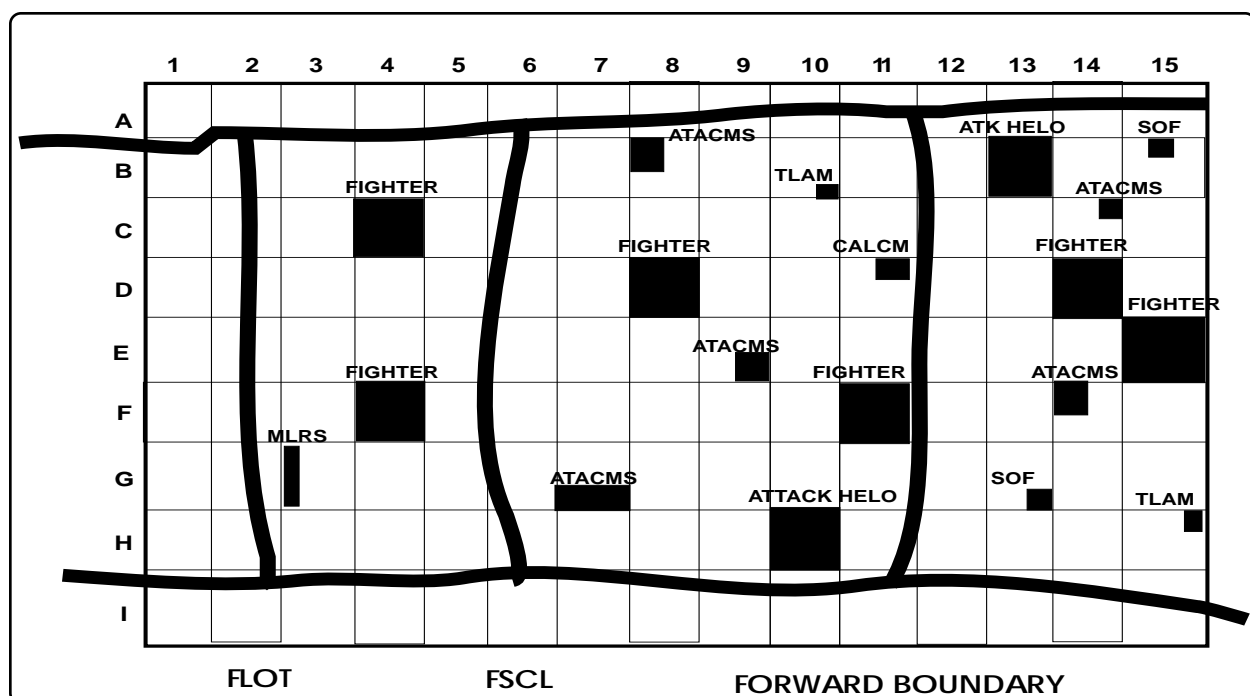 1 2 3 4 5 6 7 8 9 10 11 12 13 14 15
A
ATACMS ATK HELO SOF
B
TLAM
FIGHTER ATACMS
C
FIGHTER CALCM FIGHTER
D
FIGHTER
E
ATACMS
FIGHTER FIGHTER ATACMS
F
MLRS
G
ATACMS SOF
ATTACK HELO TLAM
H
I
FLOT FSCL FORWARD BOUNDARY